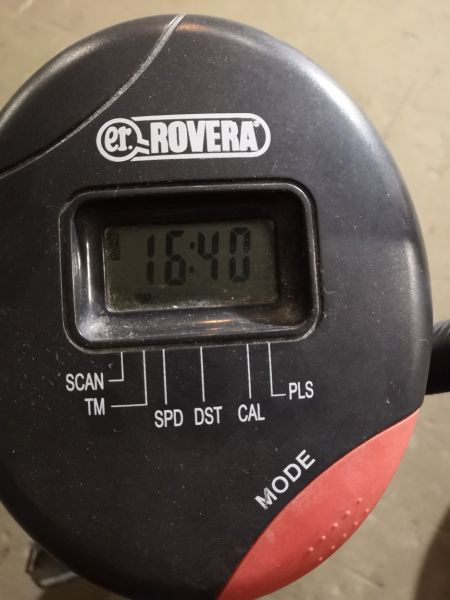 er. ROVERA®
16:40
SCAN
TM
SPD DST CAL PLS
MODE